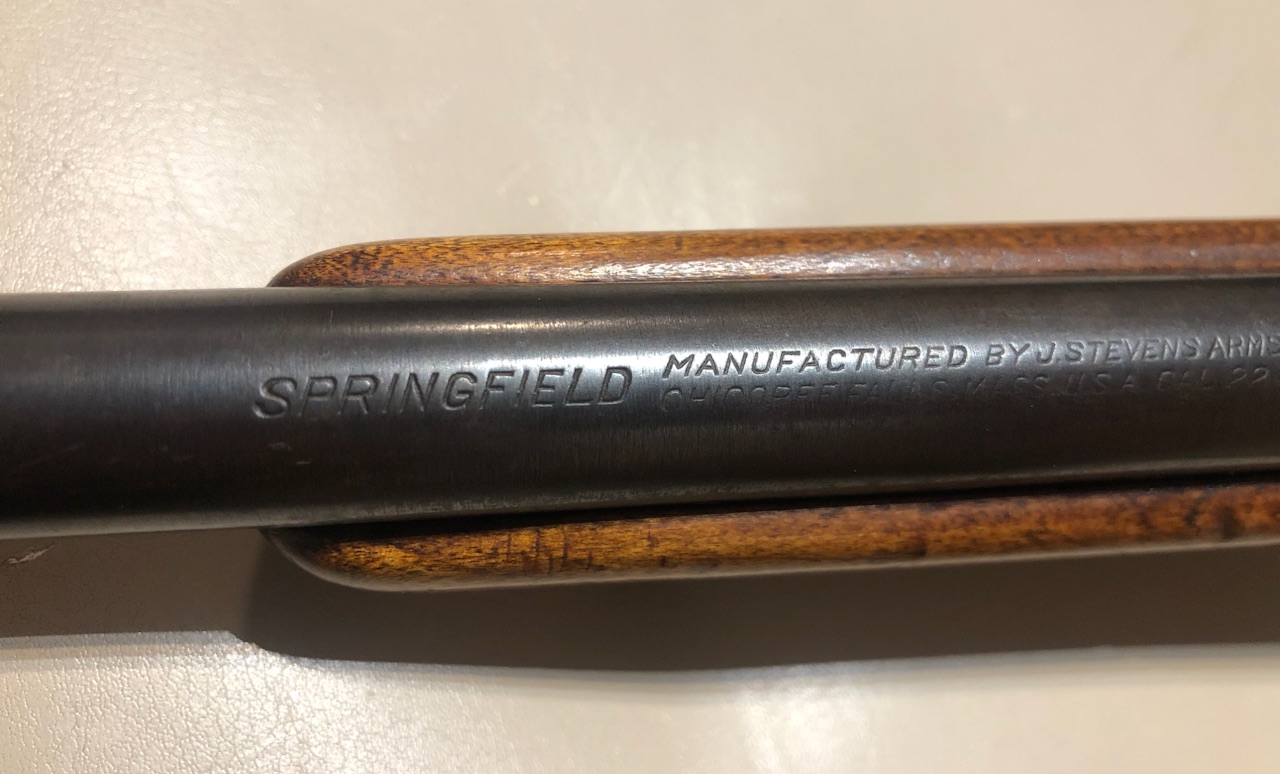 SPRINGFIELD
MANUFACTURED BY J. STEVENS ARMS
CHICOPEE FALLS MASS. U.S.A. CAL. 22